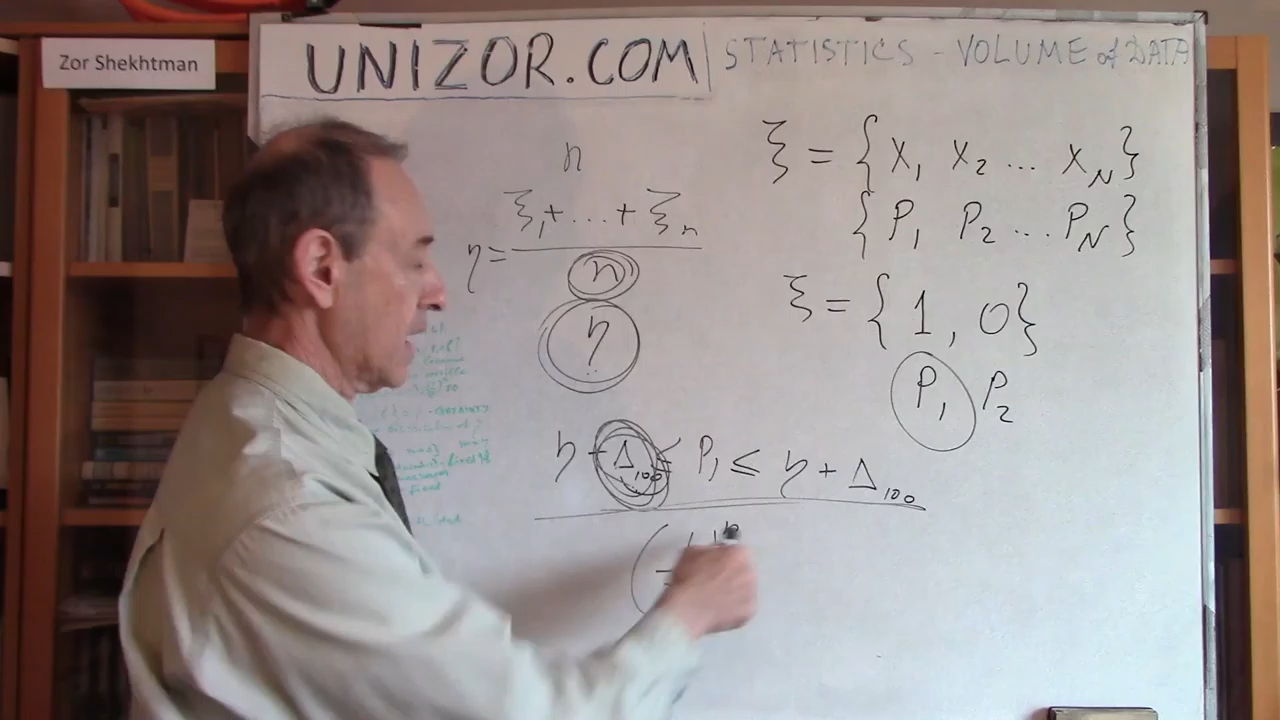 Zor Shekhtman
UNIZOR.COM
STATISTICS - VOLUME of DATA
n
η = (ξ₁ + ... + ξₙ) / n
η
ξ = { X₁ X₂ ... X_N }
{ P₁ P₂ ... P_N }
ξ = { 1 , 0 }
P₁ P₂
η - Δ₁₀₀ ≤ P₁ ≤ η + Δ₁₀₀